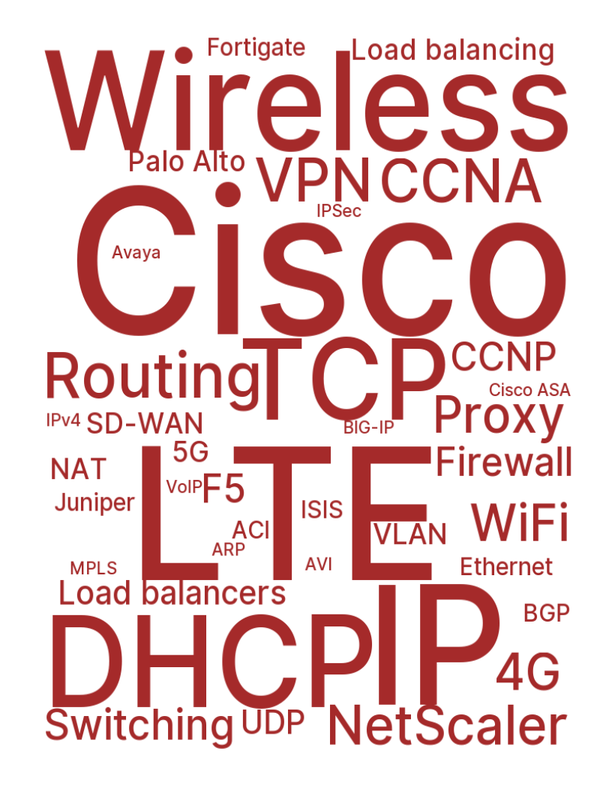 Fortigate
Load balancing
Wireless
Palo Alto
VPN
CCNA
IPSec
Cisco
Avaya
Routing
TCP
CCNP
Cisco ASA
IPv4
SD-WAN
BIG-IP
Proxy
5G
Firewall
NAT
VoIP
F5
LTE
Juniper
ISIS
WiFi
ACI
VLAN
ARP
AVI
Ethernet
MPLS
Load balancers
IP
BGP
DHCP
4G
Switching
UDP
NetScaler